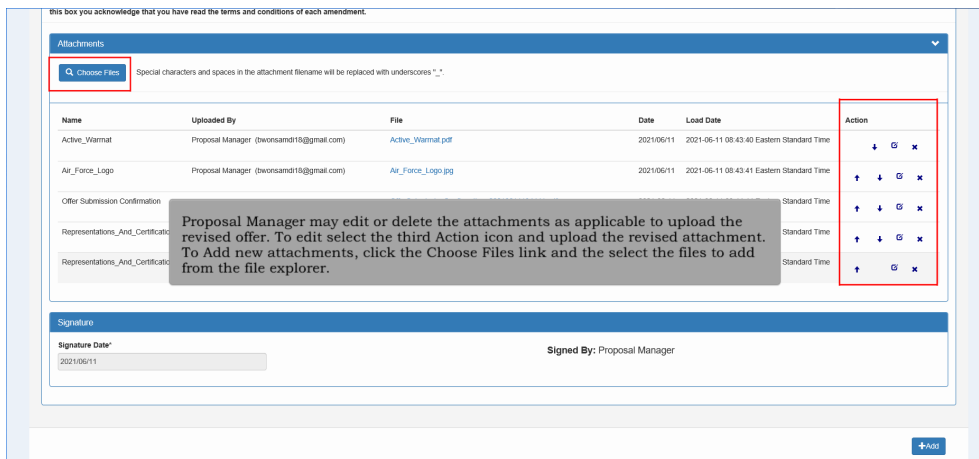 this box you acknowledge that you have read the terms and conditions of each amendment.
Attachments
Choose Files Special characters and spaces in the attachment filename will be replaced with underscores "_".
Name Uploaded By File Date Load Date Action
Active_Warmat Proposal Manager (bwonsamdi18@gmail.com) Active_Warmat.pdf 2021/06/11 2021-06-11 08:43:40 Eastern Standard Time
Air_Force_Logo Proposal Manager (bwonsamdi18@gmail.com) Air_Force_Logo.jpg 2021/06/11 2021-06-11 08:43:41 Eastern Standard Time
Offer Submission Confirmation Standard Time
Representations_And_Certificatio Standard Time
Representations_And_Certificatio Standard Time
Proposal Manager may edit or delete the attachments as applicable to upload the
revised offer. To edit select the third Action icon and upload the revised attachment.
To Add new attachments, click the Choose Files link and the select the files to add
from the file explorer.
Signature
Signature Date*
2021/06/11
Signed By: Proposal Manager
+Add